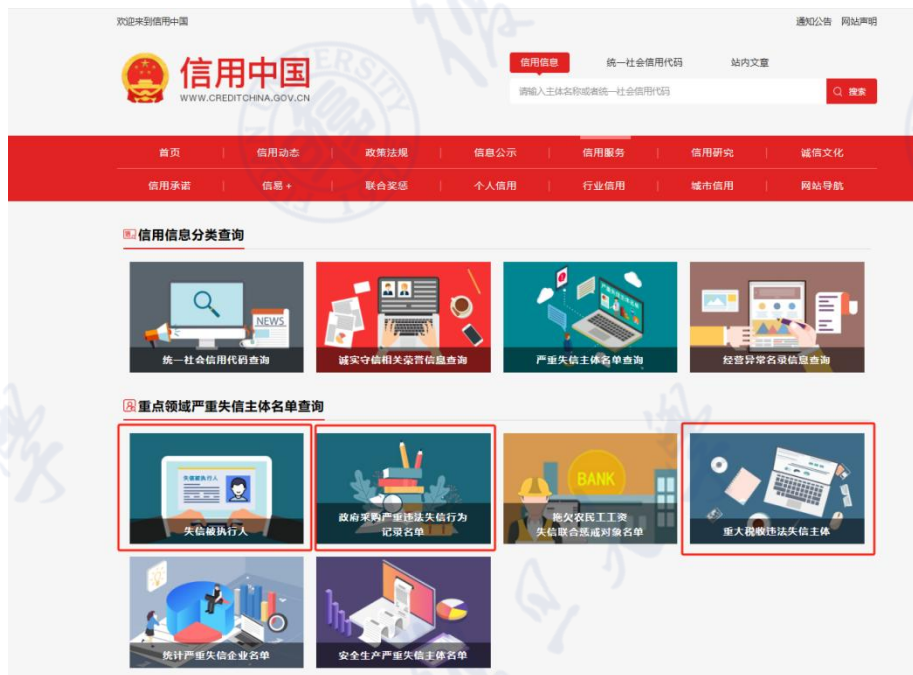 欢迎来到信用中国
通知公告 网站声明
信用中国
WWW.CREDITCHINA.GOV.CN
信用信息 统一社会信用代码 站内文章
请输入主体名称或者统一社会信用代码
搜索
首页 | 信用动态 | 政策法规 | 信息公示 | 信用服务 | 信用研究 | 诚信文化
信用承诺 | 信易+ | 联合奖惩 | 个人信用 | 行业信用 | 城市信用 | 网站导航
信用信息分类查询
NEWS
统一社会信用代码查询
诚实守信相关荣誉信息查询
严重失信主体名单查询
经营异常名录信息查询
重点领域严重失信主体名单查询
失信被执行人
失信被执行人
政府采购严重违法失信行为
记录名单
BANK
拖欠农民工工资
失信联合惩戒对象名单
重大税收违法失信主体
统计严重失信企业名单
安全生产严重失信主体名单